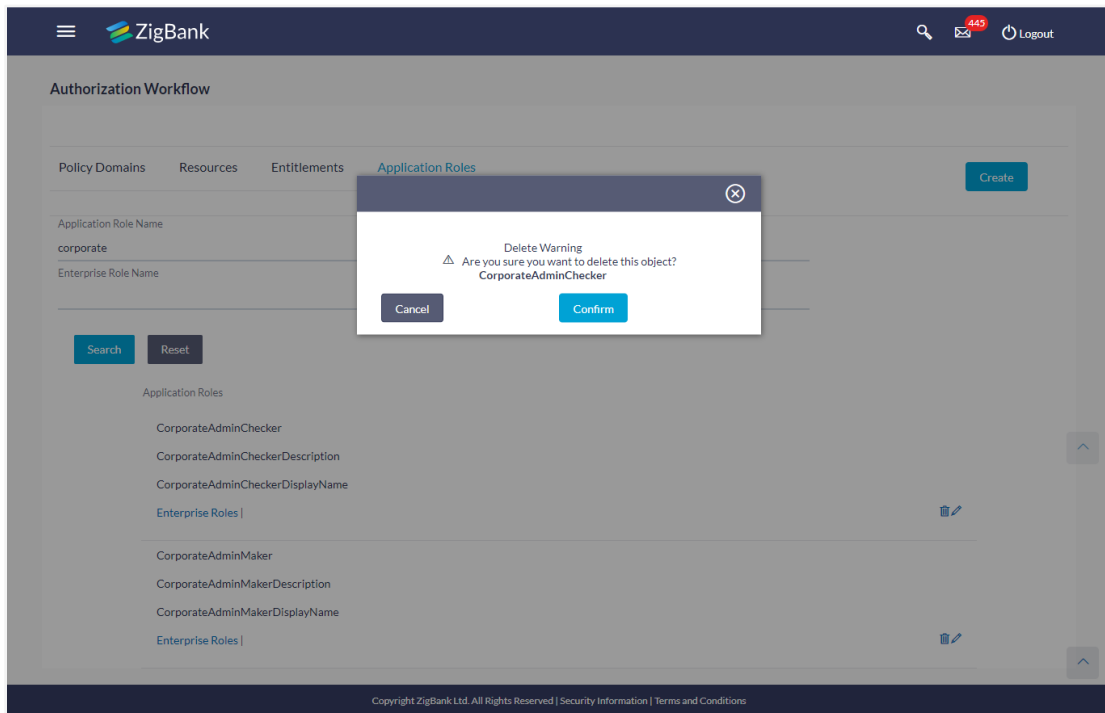 ZigBank
445
Logout
Authorization Workflow
Policy Domains
Resources
Entitlements
Application Roles
Create
Application Role Name
corporate
Enterprise Role Name
Delete Warning
Are you sure you want to delete this object?
CorporateAdminChecker
Cancel
Confirm
Search
Reset
Application Roles
CorporateAdminChecker
CorporateAdminCheckerDescription
CorporateAdminCheckerDisplayName
Enterprise Roles |
CorporateAdminMaker
CorporateAdminMakerDescription
CorporateAdminMakerDisplayName
Enterprise Roles |
Copyright ZigBank Ltd. All Rights Reserved | Security Information | Terms and Conditions